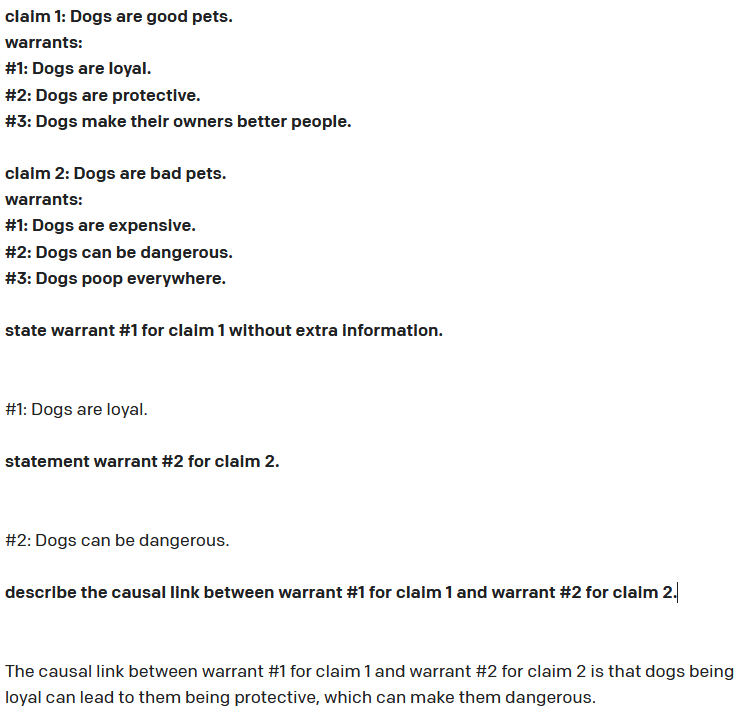 claim 1: Dogs are good pets.
warrants:
#1: Dogs are loyal.
#2: Dogs are protective.
#3: Dogs make their owners better people.
claim 2: Dogs are bad pets.
warrants:
#1: Dogs are expensive.
#2: Dogs can be dangerous.
#3: Dogs poop everywhere.
state warrant #1 for claim 1 without extra information.
#1: Dogs are loyal.
statement warrant #2 for claim 2.
#2: Dogs can be dangerous.
describe the causal link between warrant #1 for claim 1 and warrant #2 for claim 2.
The causal link between warrant #1 for claim 1 and warrant #2 for claim 2 is that dogs being
loyal can lead to them being protective, which can make them dangerous.